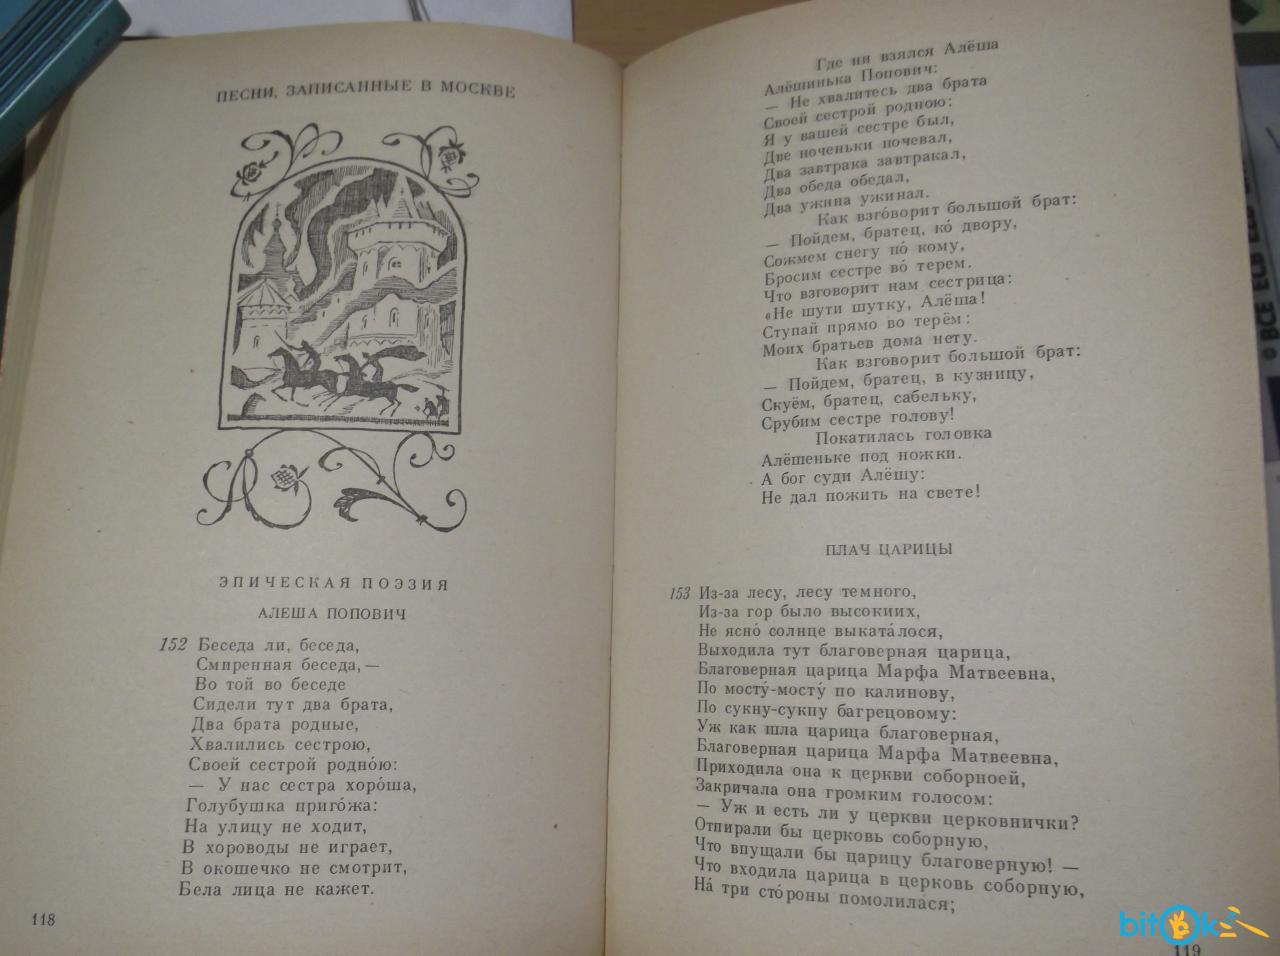 ПЕСНИ, ЗАПИСАННЫЕ В МОСКВЕ
ЭПИЧЕСКАЯ ПОЭЗИЯ
АЛЕША ПОПОВИЧ
152 Беседа ли, беседа,
Смиренная беседа,—
Во той во беседе
Сидели тут два брата,
Два брата родные,
Хвалились сестрою,
Своей сестрой родно́ю:
— У нас сестра хоро́ша,
Голубушка приго́жа:
На улицу не ходит,
В хороводы не играет,
В окошечко не смотрит,
Бела лица не кажет.
118
Где ни взялся Алёша
Алёшинька Попович:
— Не хвалитесь два брата
Своей сестрой родною:
Я у вашей сестре был,
Две ноченьки ночевал,
Два завтрака завтракал,
Два обеда обедал,
Два ужина ужинал.
Как взго́ворит большой брат:
— Пойдем, братец, ко́ двору,
Сожмем снегу по́ кому,
Бросим сестре во́ терем.
Что взговорит нам сестрица:
«Не шути шутку, Алёша!
Ступай прямо во терём:
Моих братьев дома нету.
Как взговорит большой брат:
— Пойдем, братец, в кузницу,
Скуём, братец, сабельку,
Срубим сестре голову!
Покатилась головка
Алёшеньке под ножки.
А бог суди Алёшу:
Не дал пожить на свете!
ПЛАЧ ЦАРИЦЫ
153 Из-за лесу, лесу темного,
Из-за гор было высокиих,
Не ясно́ солнце выката́лося,
Выходила тут благоверная царица,
Благоверная царица Марфа Матвеевна,
По мосту́-мосту́ по калинову,
По сукну-сукну багрецовому:
Уж как шла царица благоверная,
Благоверная царица Марфа Матвеевна,
Приходила она к церкви соборноей,
Закричала она громким голосом:
— Уж и есть ли у церкви церковнички?
Отпирали бы церковь соборную,
Что впущали бы царицу благоверную! —
Что входила царица в церковь соборную,
На́ три сто́роны помолилася;
119
bitOk